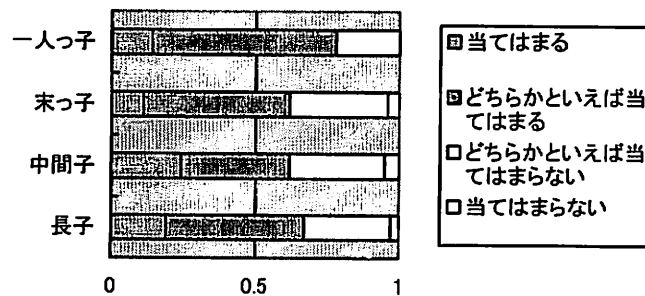 一人っ子
末っ子
中間子
長子
0 0.5 1
当てはまる
どちらかといえば当
てはまる
どちらかといえば当
てはまらない
当てはまらない